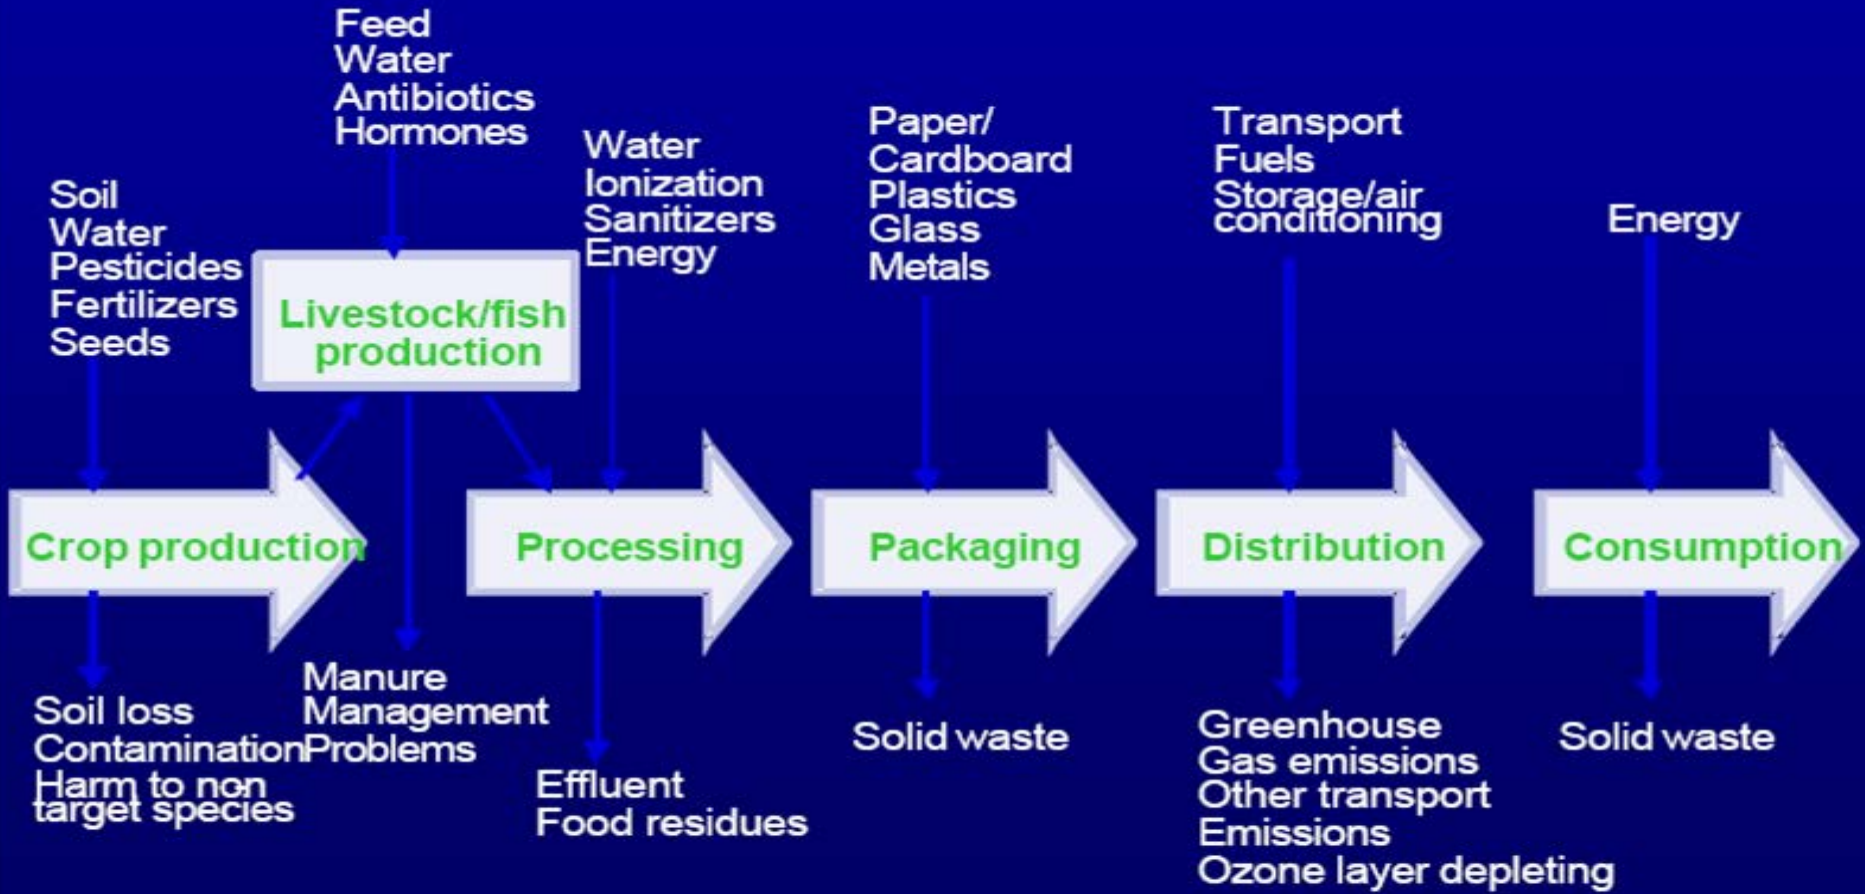 Feed
Water
Antibiotics
Hormones
Soil
Water
Pesticides
Fertilizers
Seeds
Water
Ionization
Sanitizers
Energy
Paper/
Cardboard
Plastics
Glass
Metals
Transport
Fuels
Storage/air
conditioning
Energy
Livestock/fish
production
Crop production
Processing
Packaging
Distribution
Consumption
Soil loss
Contamination
Harm to non
target species
Manure
Management
Problems
Effluent
Food residues
Solid waste
Greenhouse
Gas emissions
Other transport
Emissions
Ozone layer depleting
Solid waste